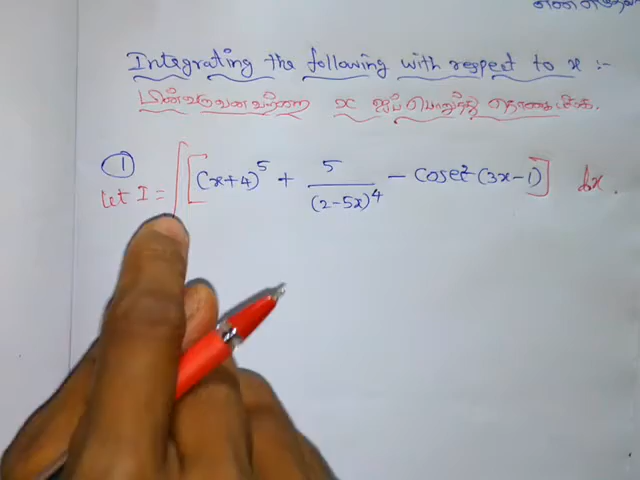 Integrating the following with respect to x :-
பின்வருவனவற்றை x ஐப் பொறுத்து தொகையிடுக.
① Let I = ∫ [ (x+4)^5 + 5/(2-5x)^4 - cosec² (3x-1) ] dx.